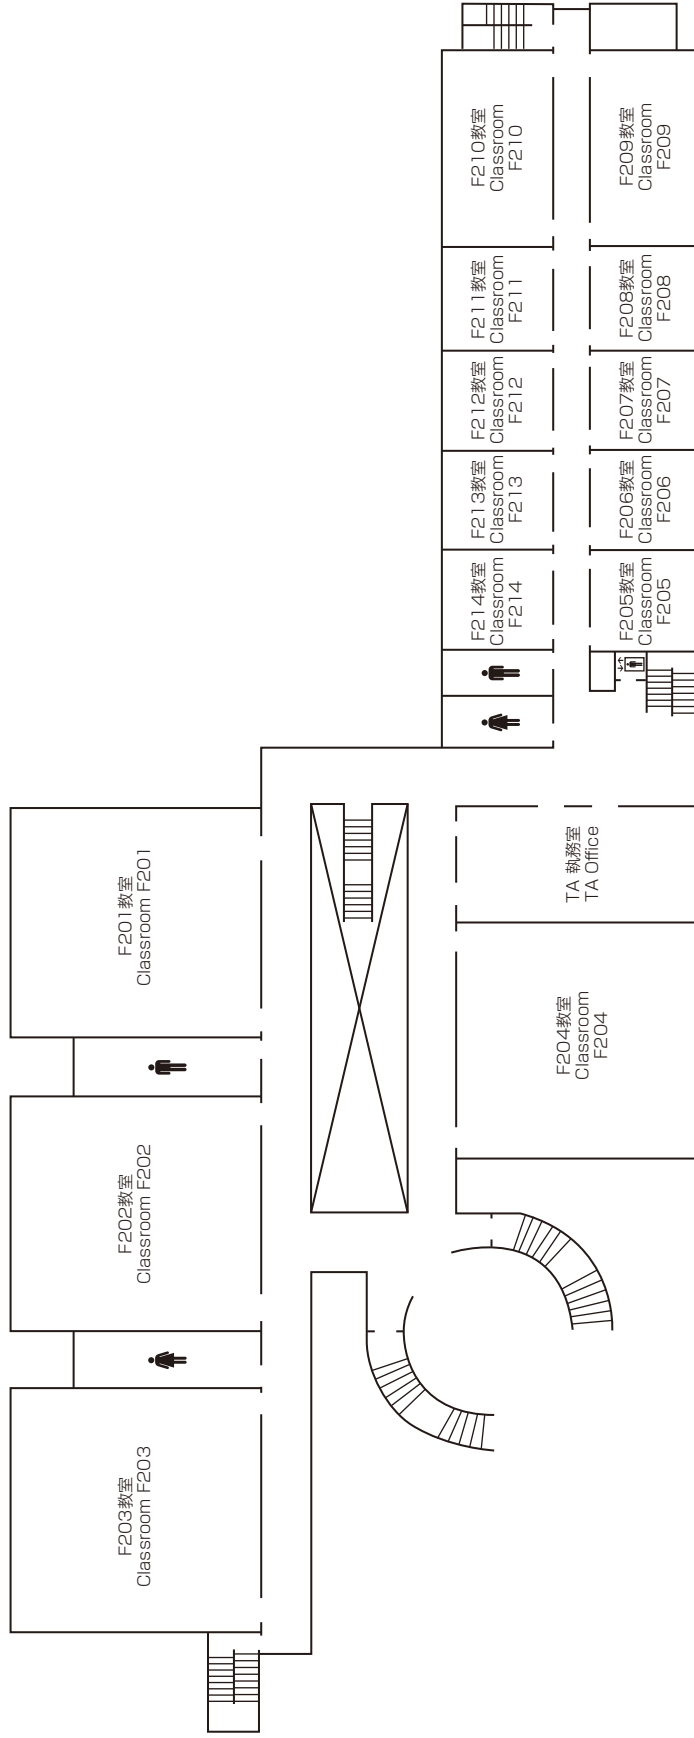 F210教室
Classroom
F210
F209教室
Classroom
F209
F211教室
Classroom
F211
F208教室
Classroom
F208
F212教室
Classroom
F212
F207教室
Classroom
F207
F213教室
Classroom
F213
F206教室
Classroom
F206
F214教室
Classroom
F214
F205教室
Classroom
F205
F201教室
Classroom F201
TA 執務室
TA Office
F204教室
Classroom
F204
F202教室
Classroom F202
F203教室
Classroom F203